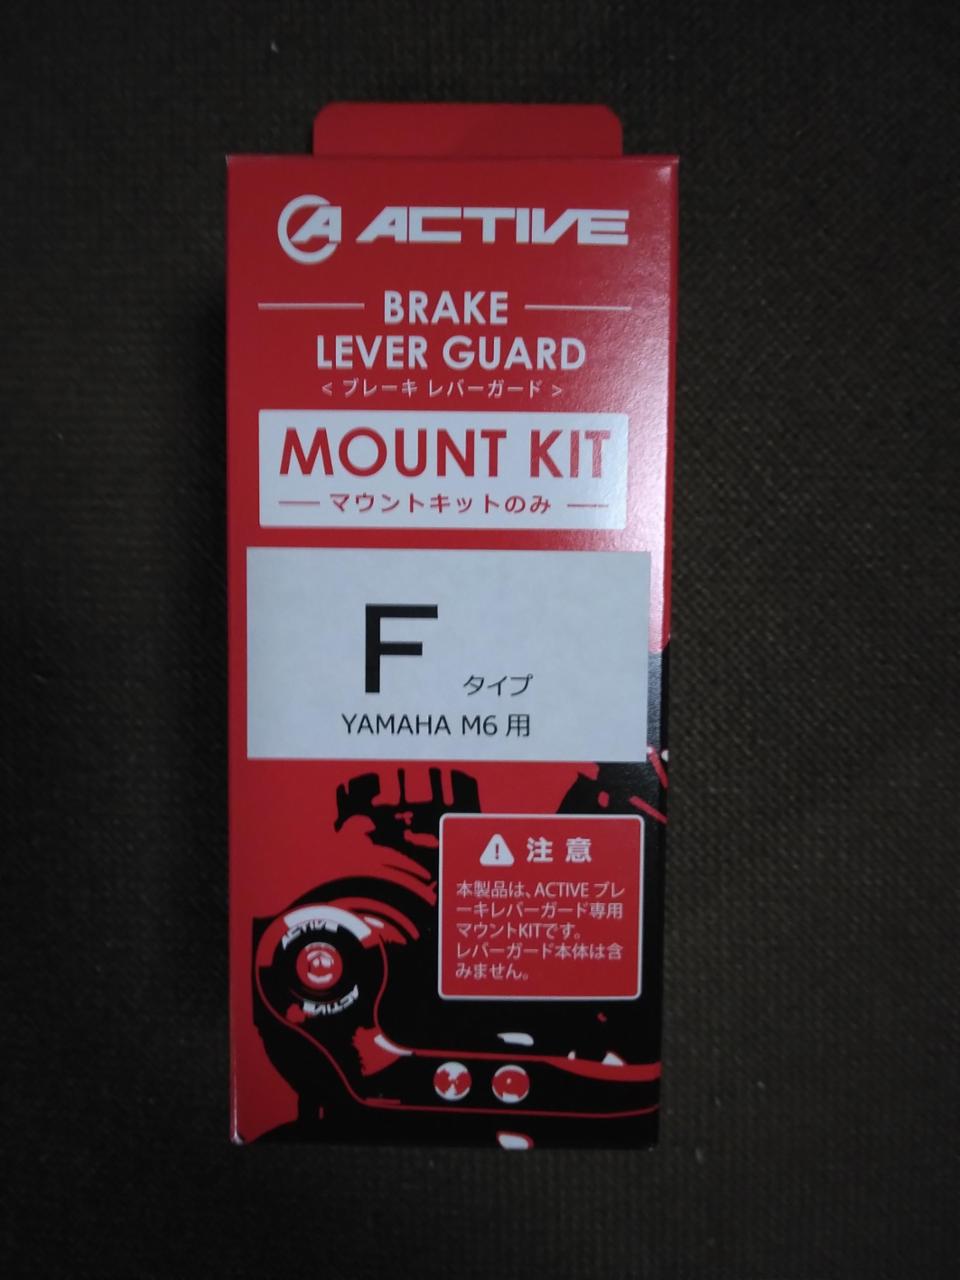 ACTIVE
BRAKE
LEVER GUARD
< ブレーキ レバーガード >
MOUNT KIT
マウントキットのみ
F タイプ
YAMAHA M6 用
注 意
本製品は、ACTIVE ブレ
ーキレバーガード専用
マウントKITです。
レバーガード本体は含
みません。
ACTIVE
ACTIVE